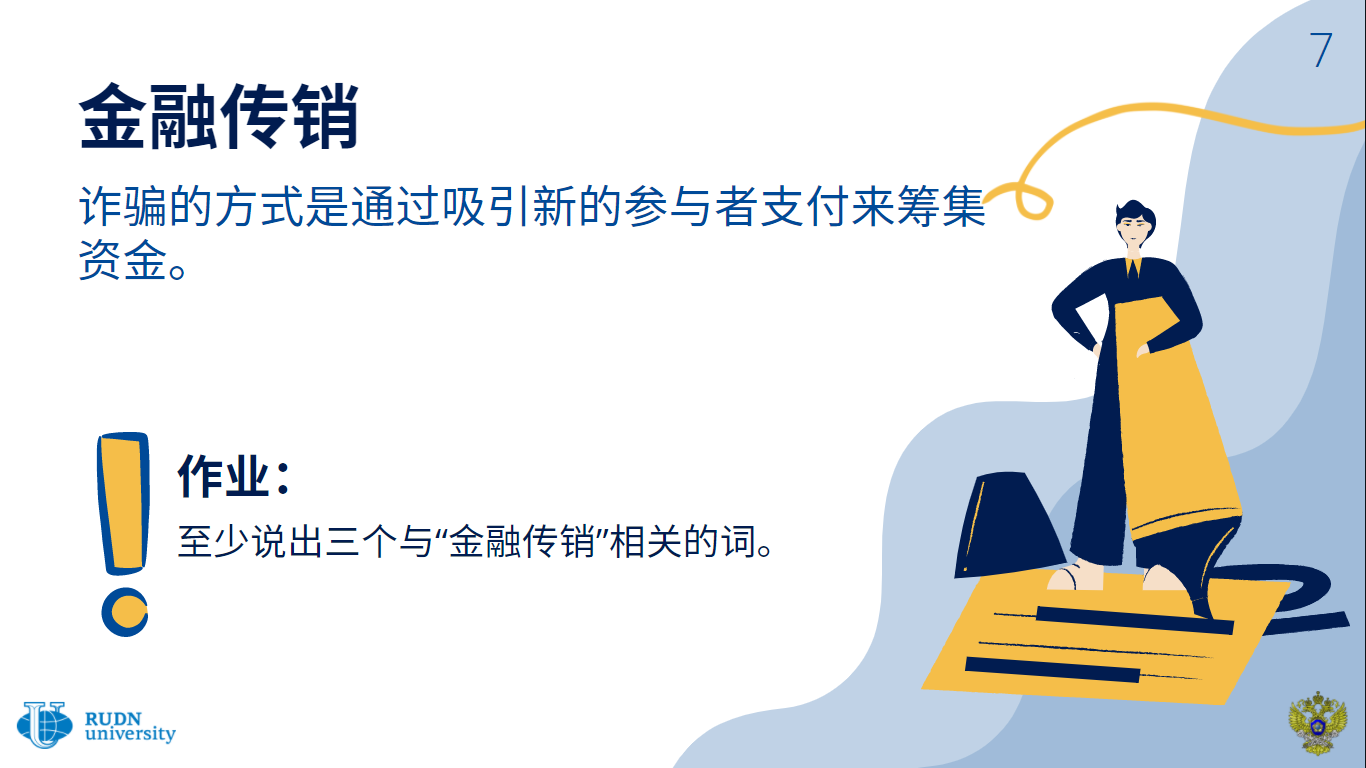 7
金融传销
诈骗的方式是通过吸引新的参与者支付来筹集
资金。
作业：
至少说出三个与“金融传销”相关的词。
RUDN
university